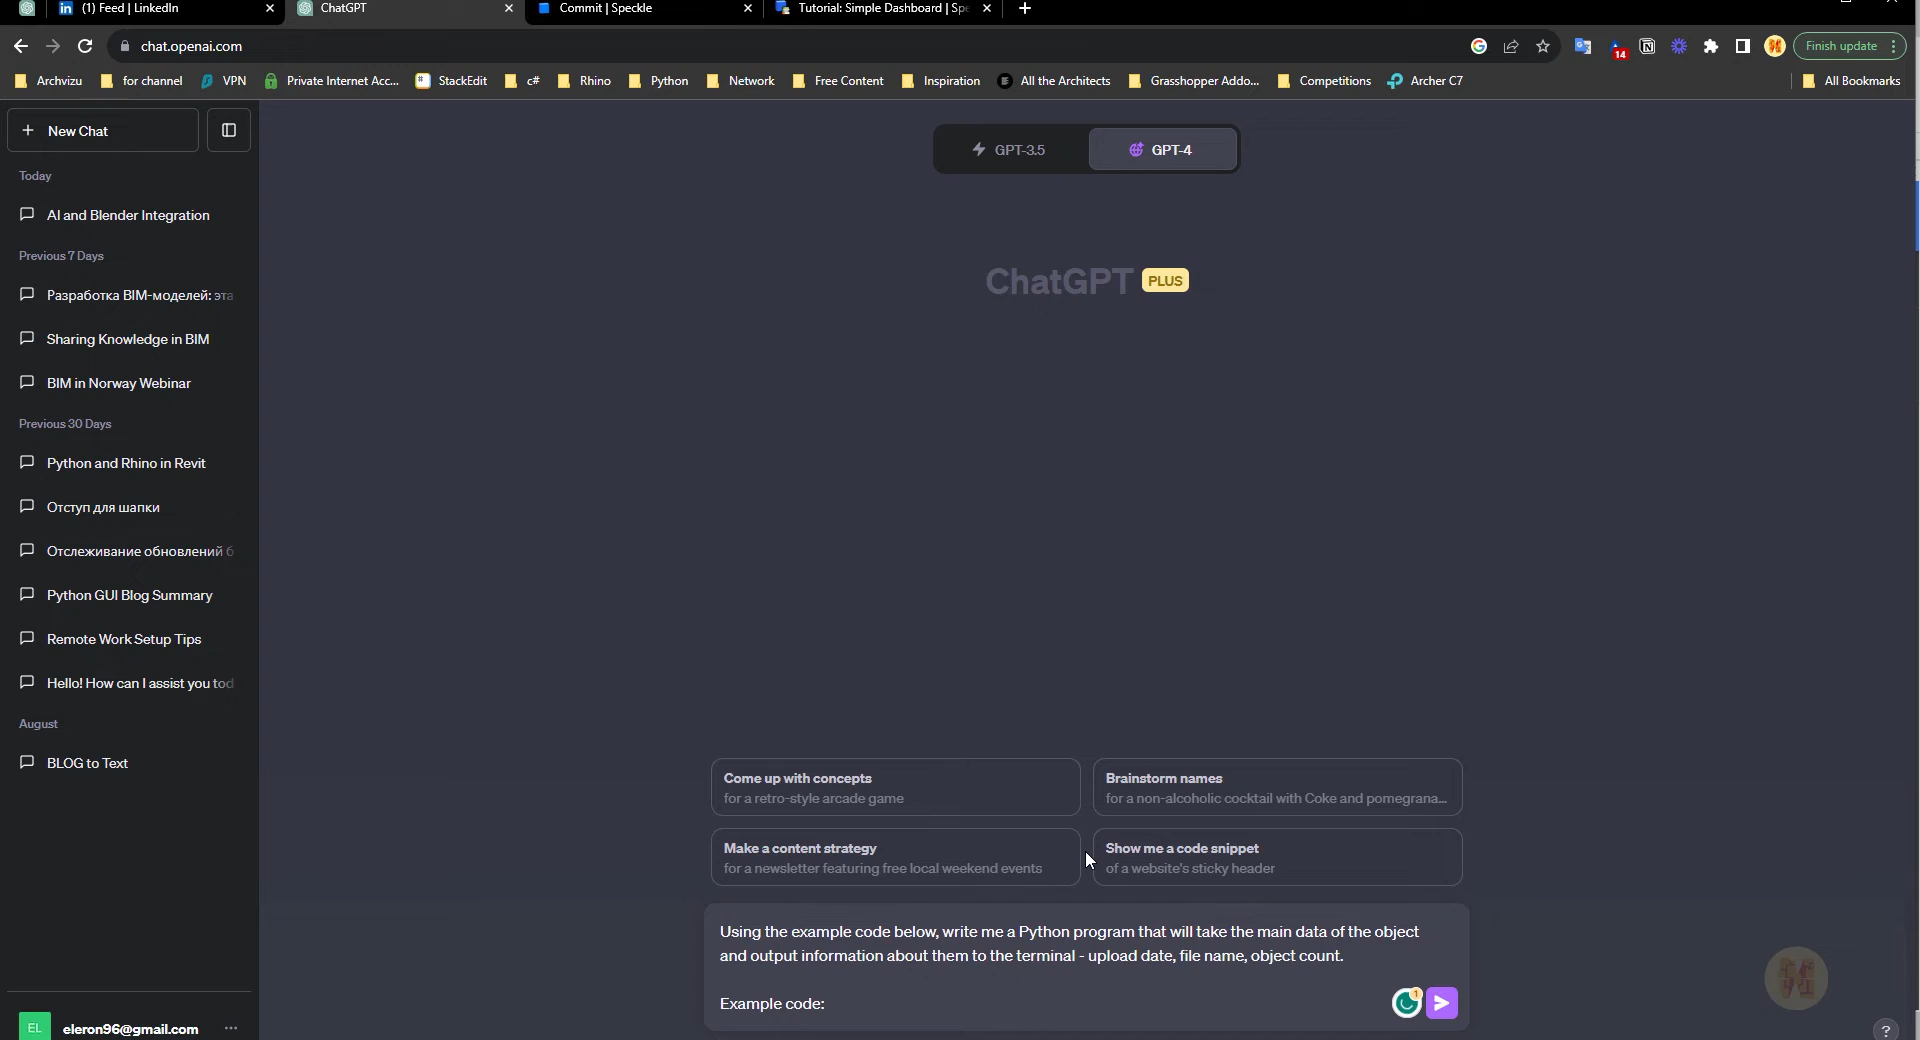 (1) Feed | LinkedIn
ChatGPT
Commit | Speckle
Tutorial: Simple Dashboard | Spe
chat.openai.com
14
Finish update
Archvizu
for channel
VPN
Private Internet Acc...
StackEdit
c#
Rhino
Python
Network
Free Content
Inspiration
All the Architects
Grasshopper Addo...
Competitions
Archer C7
All Bookmarks
New Chat
GPT-3.5
GPT-4
Today
AI and Blender Integration
Previous 7 Days
ChatGPT PLUS
Разработка BIM-моделей: эта
Sharing Knowledge in BIM
BIM in Norway Webinar
Previous 30 Days
Python and Rhino in Revit
Отступ для шапки
Отслеживание обновлений б
Python GUI Blog Summary
Remote Work Setup Tips
Hello! How can I assist you tod
August
BLOG to Text
Come up with concepts
for a retro-style arcade game
Brainstorm names
for a non-alcoholic cocktail with Coke and pomegrana...
Make a content strategy
for a newsletter featuring free local weekend events
Show me a code snippet
of a website's sticky header
Using the example code below, write me a Python program that will take the main data of the object
and output information about them to the terminal - upload date, file name, object count.
Example code:
1
EL
eleron96@gmail.com
...
?